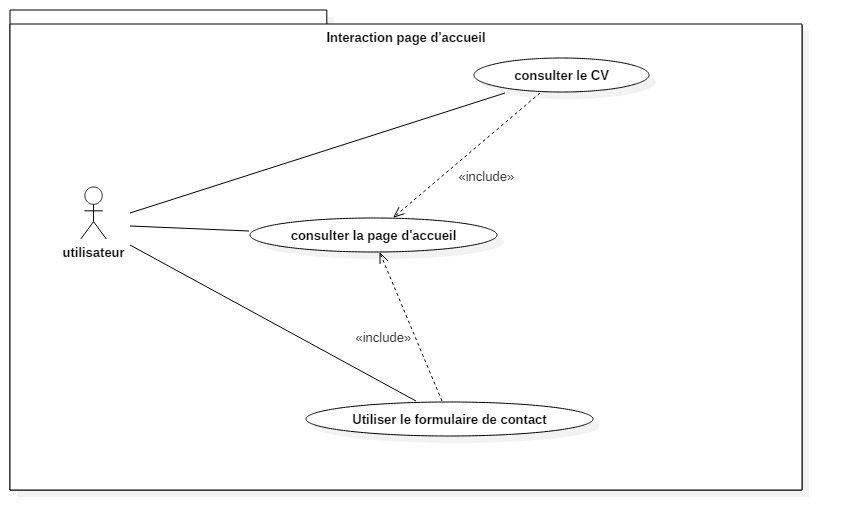 Interaction page d'accueil
consulter le CV
«include»
consulter la page d'accueil
utilisateur
«include»
Utiliser le formulaire de contact